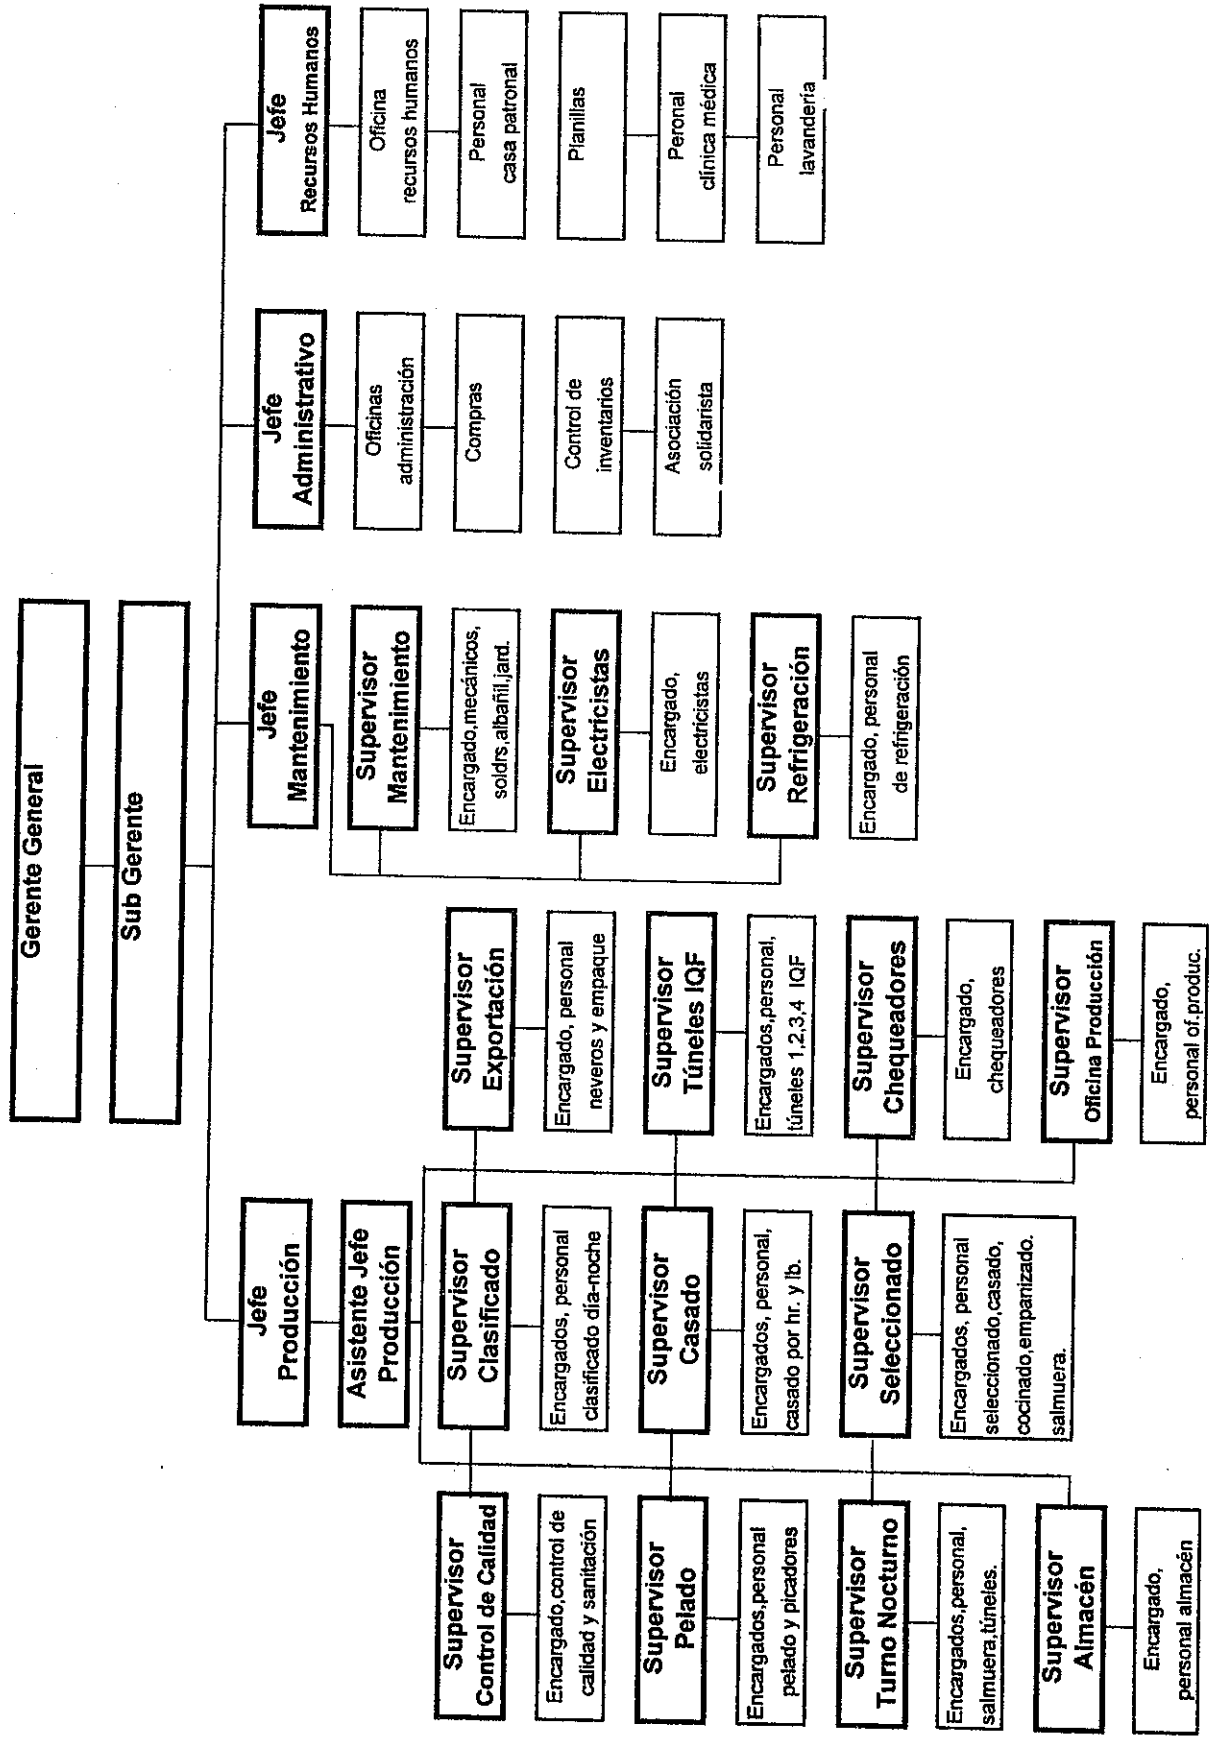 Gerente General
Sub Gerente
Jefe
Producción
Asistente Jefe
Producción
Supervisor
Control de Calidad
Encargado,control de
calidad y sanitación
Supervisor
Pelado
Encargados,personal
pelado y picadores
Supervisor
Turno Nocturno
Encargados,personal,
salmuera,túneles.
Supervisor
Almacén
Encargado,
personal almacén
Supervisor
Clasificado
Encargados, personal
clasificado día-noche
Supervisor
Casado
Encargados, personal,
casado por hr. y lb.
Supervisor
Seleccionado
Encargados, personal
seleccionado,casado,
cocinado,empanizado.
salmuera.
Supervisor
Exportación
Encargado, personal
neveros y empaque
Supervisor
Túneles IQF
Encargados,personal,
túneles 1,2,3,4 IQF
Supervisor
Chequeadores
Encargado,
chequeadores
Supervisor
Oficina Producción
Encargado,
personal of.produc.
Jefe
Mantenimiento
Supervisor
Mantenimiento
Encargado,mecánicos,
soldrs,albañil,jard.
Supervisor
Electricistas
Encargado,
electricistas
Supervisor
Refrigeración
Encargado, personal
de refrigeración
Jefe
Administrativo
Oficinas
administración
Compras
Control de
inventarios
Asociación
solidarista
Jefe
Recursos Humanos
Oficina
recursos humanos
Personal
casa patronal
Planillas
Peronal
clínica médica
Personal
lavandería